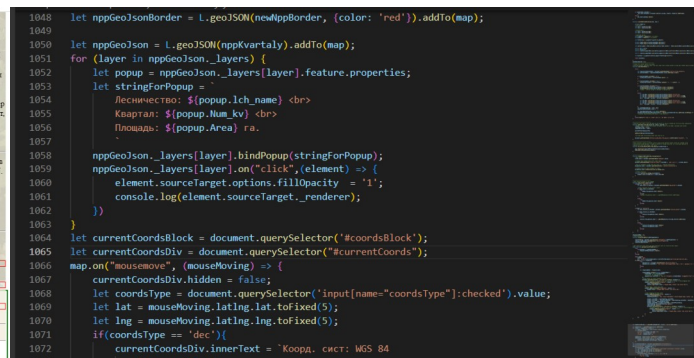 1048 let nppGeoJsonBorder = L.geoJSON(newNppBorder, {color: 'red'}).addTo(map);
1049
1050 let nppGeoJson = L.geoJSON(nppKvartaly).addTo(map);
1051 for (layer in nppGeoJson._layers) {
1052 let popup = nppGeoJson._layers[layer].feature.properties;
1053 let stringForPopup = `
1054 Лесничество: ${popup.lch_name} <br>
1055 Квартал: ${popup.Num_kv} <br>
1056 Площадь: ${popup.Area} га.
1057 `
1058 nppGeoJson._layers[layer].bindPopup(stringForPopup);
1059 nppGeoJson._layers[layer].on("click",(element) => {
1060 element.sourceTarget.options.fillOpacity = '1';
1061 console.log(element.sourceTarget._renderer);
1062 })
1063 }
1064 let currentCoordsBlock = document.querySelector('#coordsBlock');
1065 let currentCoordsDiv = document.querySelector("#currentCoords");
1066 map.on("mousemove", (mouseMoving) => {
1067 currentCoordsDiv.hidden = false;
1068 let coordsType = document.querySelector('input[name="coordsType"]:checked').value;
1069 let lat = mouseMoving.latlng.lat.toFixed(5);
1070 let lng = mouseMoving.latlng.lng.toFixed(5);
1071 if(coordsType == 'dec'){
1072 currentCoordsDiv.innerText = `Коорд. сист: WGS 84